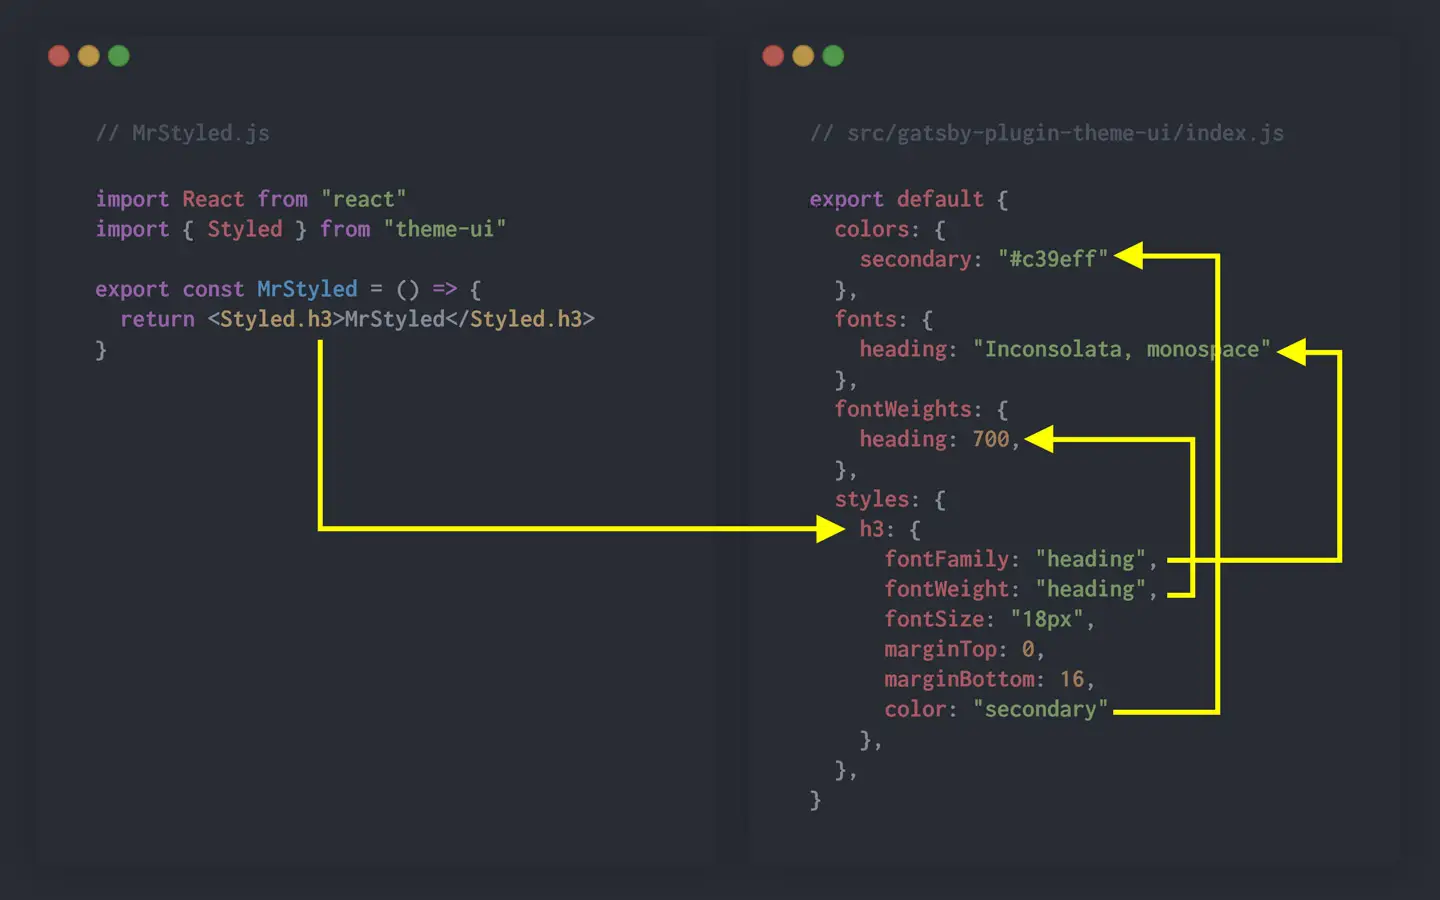 // MrStyled.js
import React from "react"
import { Styled } from "theme-ui"
export const MrStyled = () => {
  return <Styled.h3>MrStyled</Styled.h3>
}
// src/gatsby-plugin-theme-ui/index.js
export default {
  colors: {
    secondary: "#c39eff"
  },
  fonts: {
    heading: "Inconsolata, monospace"
  },
  fontWeights: {
    heading: 700,
  },
  styles: {
    h3: {
      fontFamily: "heading",
      fontWeight: "heading",
      fontSize: "18px",
      marginTop: 0,
      marginBottom: 16,
      color: "secondary"
    },
  },
}